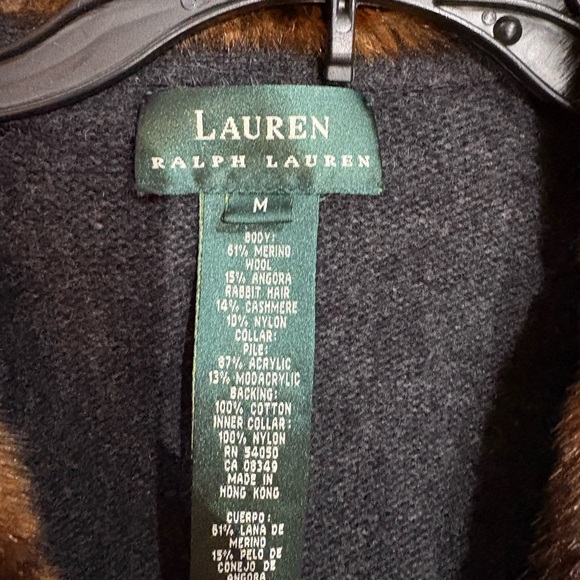 LAUREN
RALPH LAUREN
M
BODY:
61% MERINO
WOOL
15% ANGORA
RABBIT HAIR
14% CASHMERE
10% NYLON
COLLAR:
PILE:
87% ACRYLIC
13% MODACRYLIC
BACKING:
100% COTTON
INNER COLLAR:
100% NYLON
RN 54050
CA 08349
MADE IN
HONG KONG
CUERPO:
61% LANA DE
MERINO
15% PELO DE
CONEJO DE
ANGORA